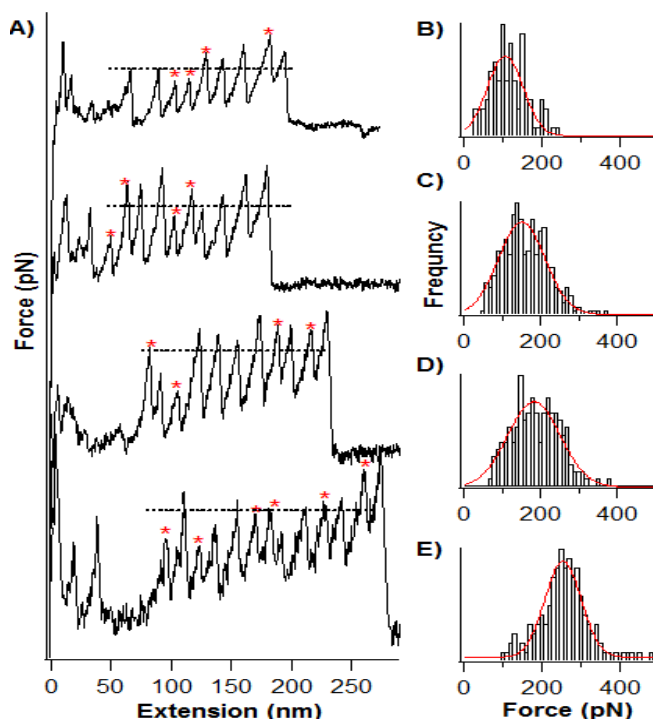 A)
Force (pN)
0 50 100 150 200 250
Extension (nm)
B)
0 200 400
C)
Frequncy
0 200 400
D)
0 200 400
E)
0 200 400
Force (pN)